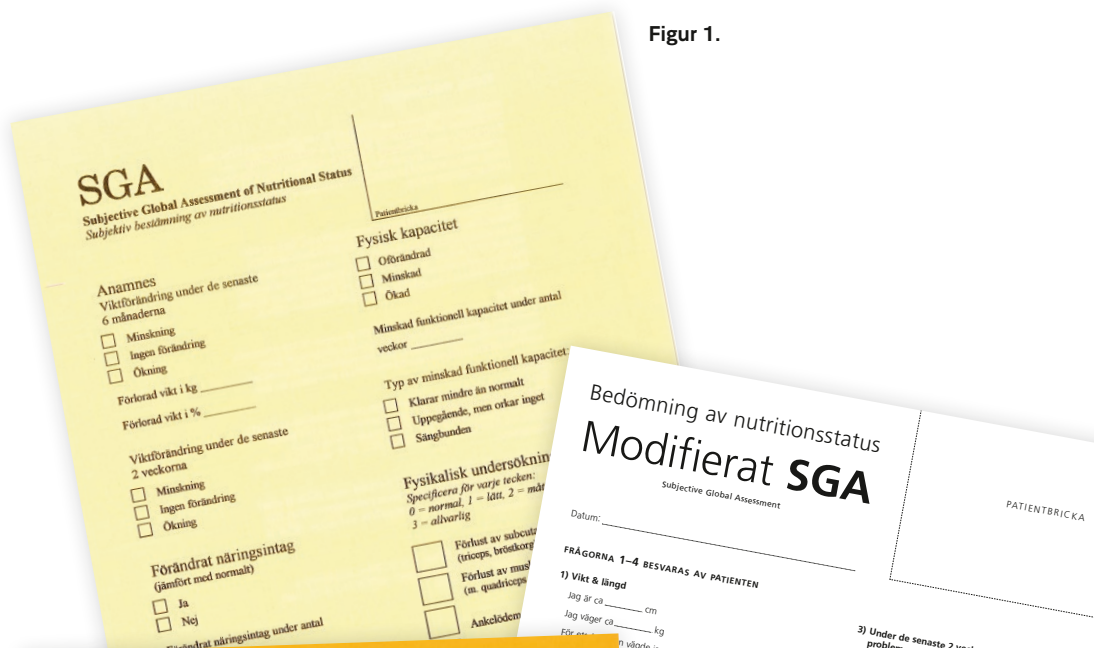 Figur 1.
SGA
Subjective Global Assessment of Nutritional Status
Subjektiv bestämning av nutritionsstatus
Patientbricka
Anamnes
Viktförändring under de senaste
6 månaderna
Minskning
Ingen förändring
Ökning
Förlorad vikt i kg
Förlorad vikt i %
Viktförändring under de senaste
2 veckorna
Minskning
Ingen förändring
Ökning
Förändrat näringsintag
(jämfört med normalt)
Ja
Nej
näringsintag under antal
Fysisk kapacitet
Oförändrad
Minskad
Ökad
Minskad funktionell kapacitet under antal
veckor
Typ av minskad funktionell kapacitet:
Klarar mindre än normalt
Uppegående, men orkar inget
Sängbunden
Fysikalisk
Specificera för varje tecken:
0 = normal, 1 = lätt, 2 =
3 = allvarlig
Förlust av
(triceps,
Förlust av
(m. quadriceps
Ankelödem
Bedömning av nutritionsstatus
Modifierat SGA
Subjective Global Assessment
PATIENTBRICKA
Datum:
FRÅGORNA 1–4 BESVARAS AV PATIENTEN
1) Vikt & längd
Jag är ca cm
Jag väger ca kg
För
3) Under de senaste 2